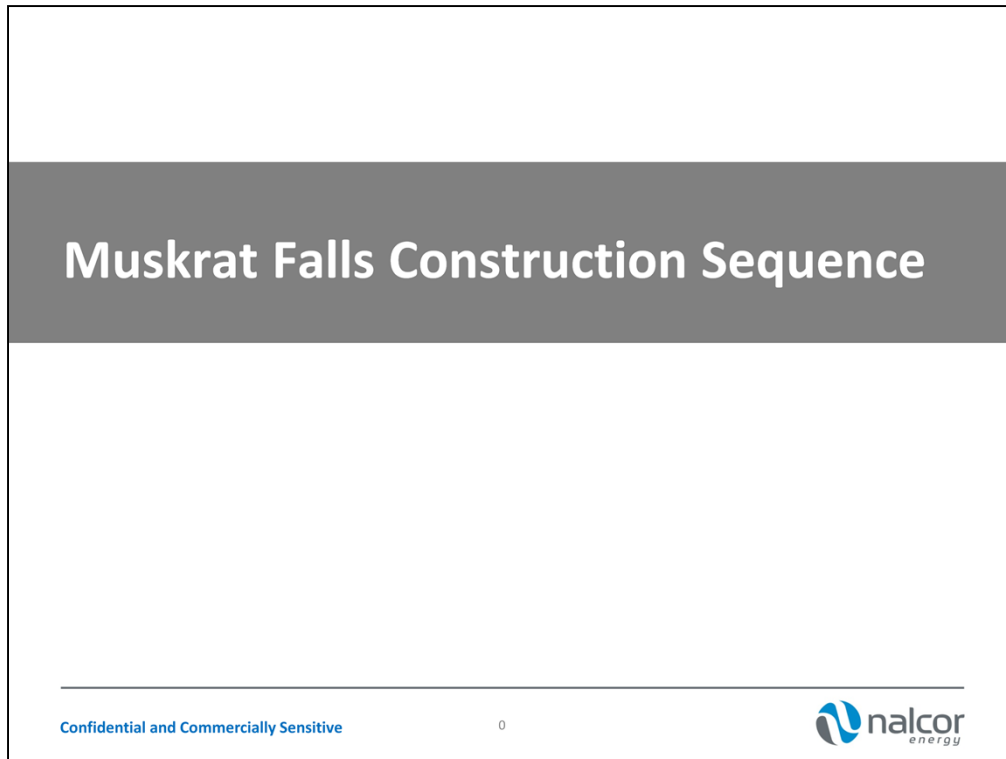 Muskrat Falls Construction Sequence
Confidential and Commercially Sensitive
0
nalcor
energy